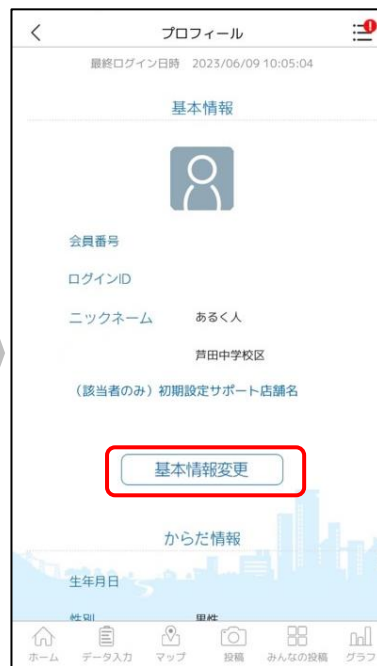 プロフィール
最終ログイン日時 2023/06/09 10:05:04
基本情報
会員番号
ログインID
ニックネーム あるく人
芦田中学校区
（該当者のみ）初期設定サポート店舗名
基本情報変更
からだ情報
生年月日
性別 男性
ホーム データ入力 マップ 投稿 みんなの投稿 グラフ